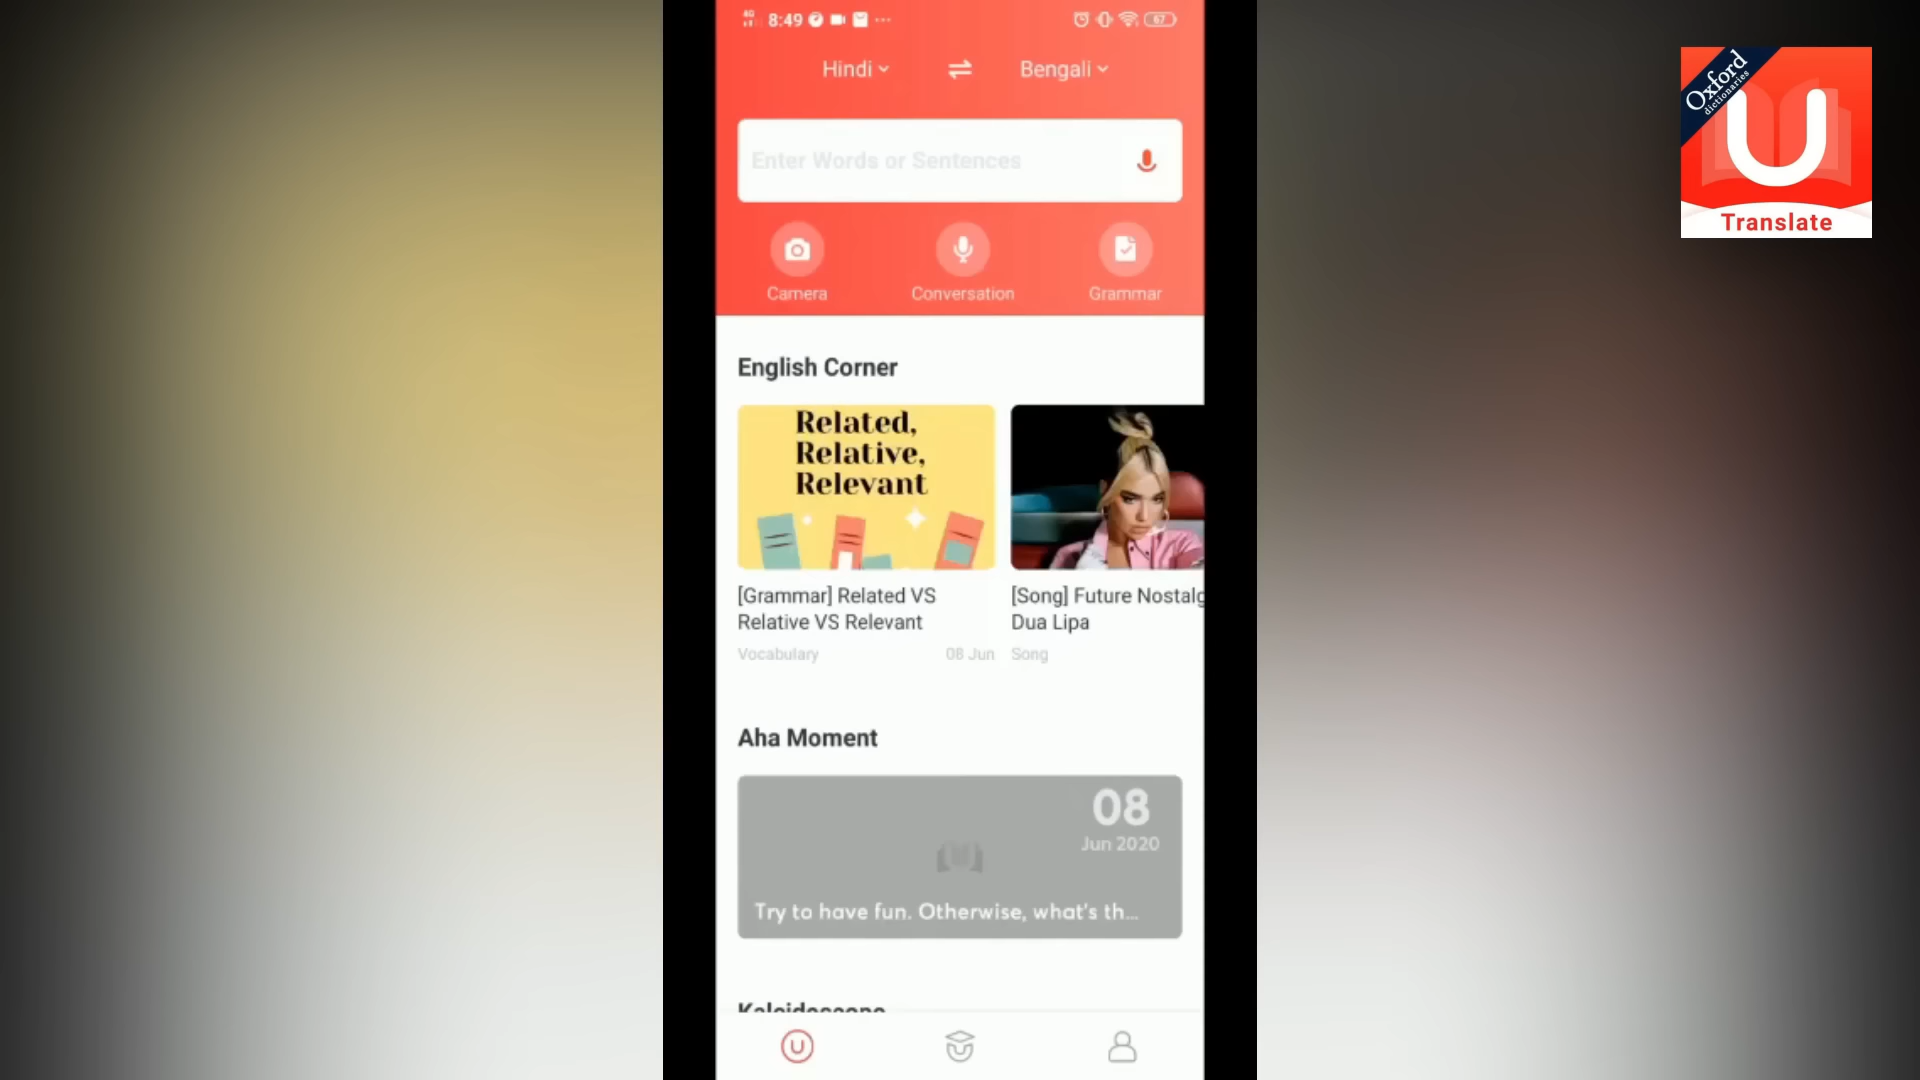 8:49
67
Hindi
Bengali
Enter Words or Sentences
Camera
Conversation
Grammar
English Corner
Related,
Relative,
Relevant
[Grammar] Related VS
Relative VS Relevant
Vocabulary
08 Jun
[Song] Future Nostalg
Dua Lipa
Song
Aha Moment
08
Jun 2020
Try to have fun. Otherwise, what's th...
Kaleidoscope
Oxford
dictionaries
U
Translate